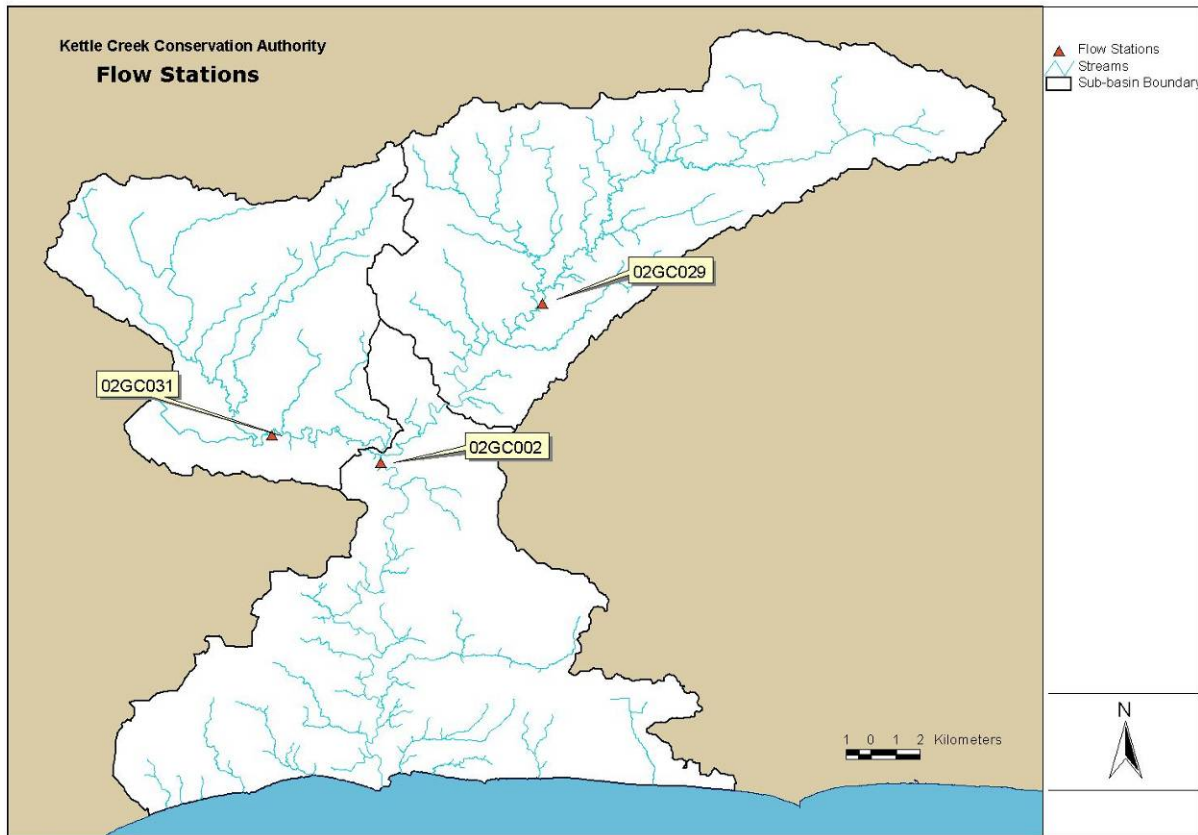 Kettle Creek Conservation Authority
Flow Stations
Flow Stations
Streams
Sub-basin Boundary
02GC029
02GC031
02GC002
1 0 1 2 Kilometers
N